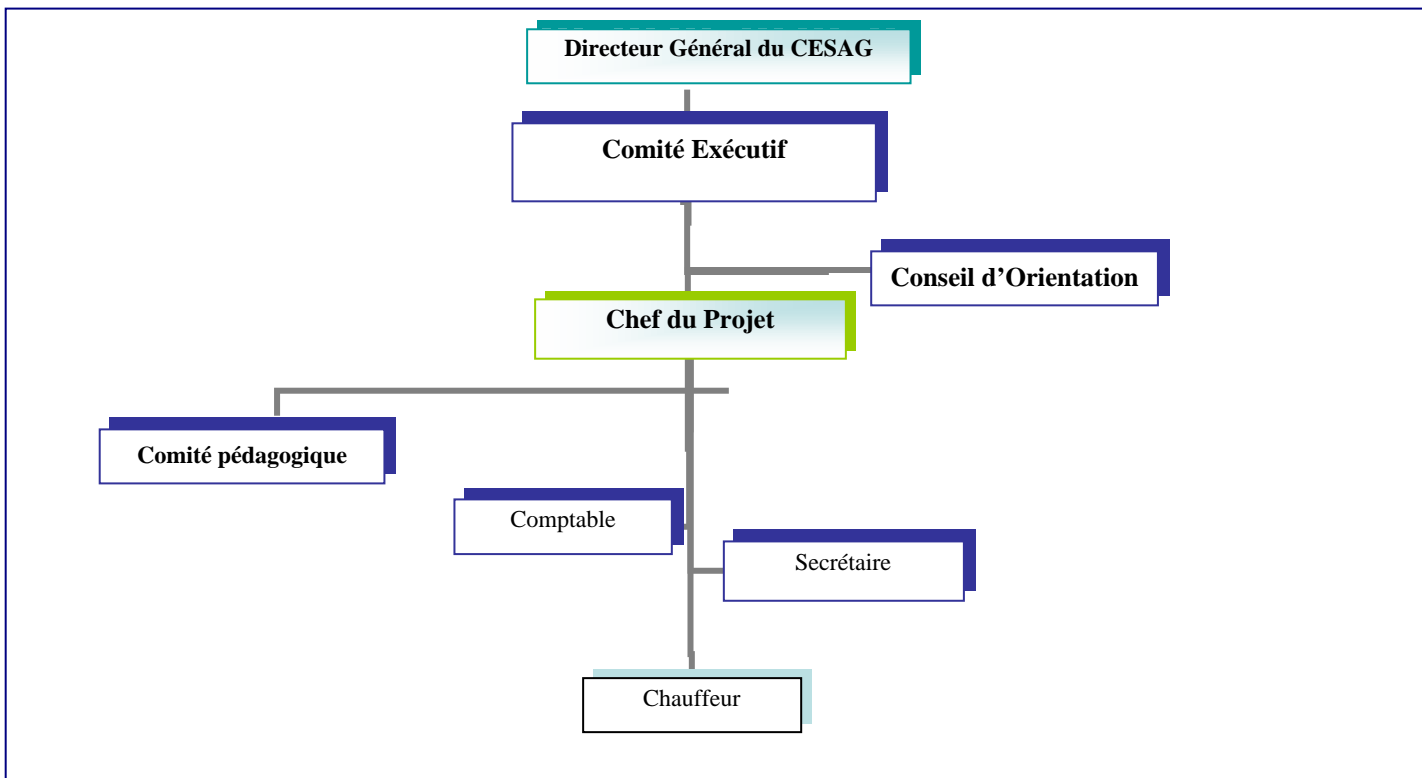 Directeur Général du CESAG
Comité Exécutif
Conseil d’Orientation
Chef du Projet
Comité pédagogique
Comptable
Secrétaire
Chauffeur